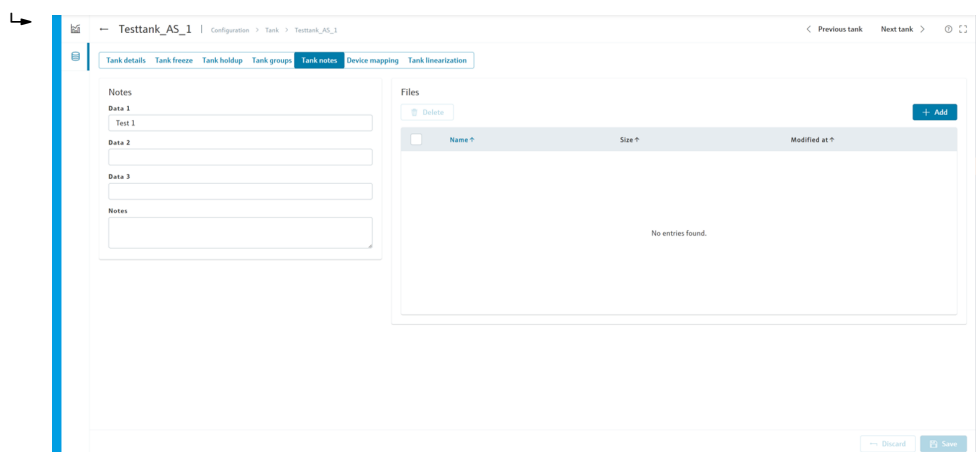 ← Testtank_AS_1 | Configuration > Tank > Testtank_AS_1
< Previous tank Next tank >
Tank details Tank freeze Tank holdup Tank groups Tank notes Device mapping Tank linearization
Notes
Data 1
Test 1
Data 2
Data 3
Notes
Files
Delete
+ Add
Name ↑ Size ↑ Modified at ↑
No entries found.
Discard Save